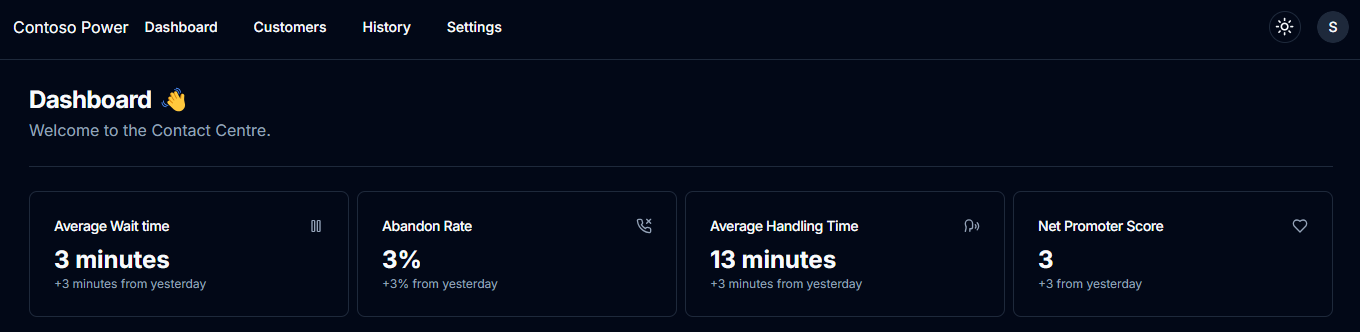 Contoso Power Dashboard Customers History Settings S
Dashboard 👋
Welcome to the Contact Centre.
Average Wait time
3 minutes
+3 minutes from yesterday
Abandon Rate
3%
+3% from yesterday
Average Handling Time
13 minutes
+3 minutes from yesterday
Net Promoter Score
3
+3 from yesterday